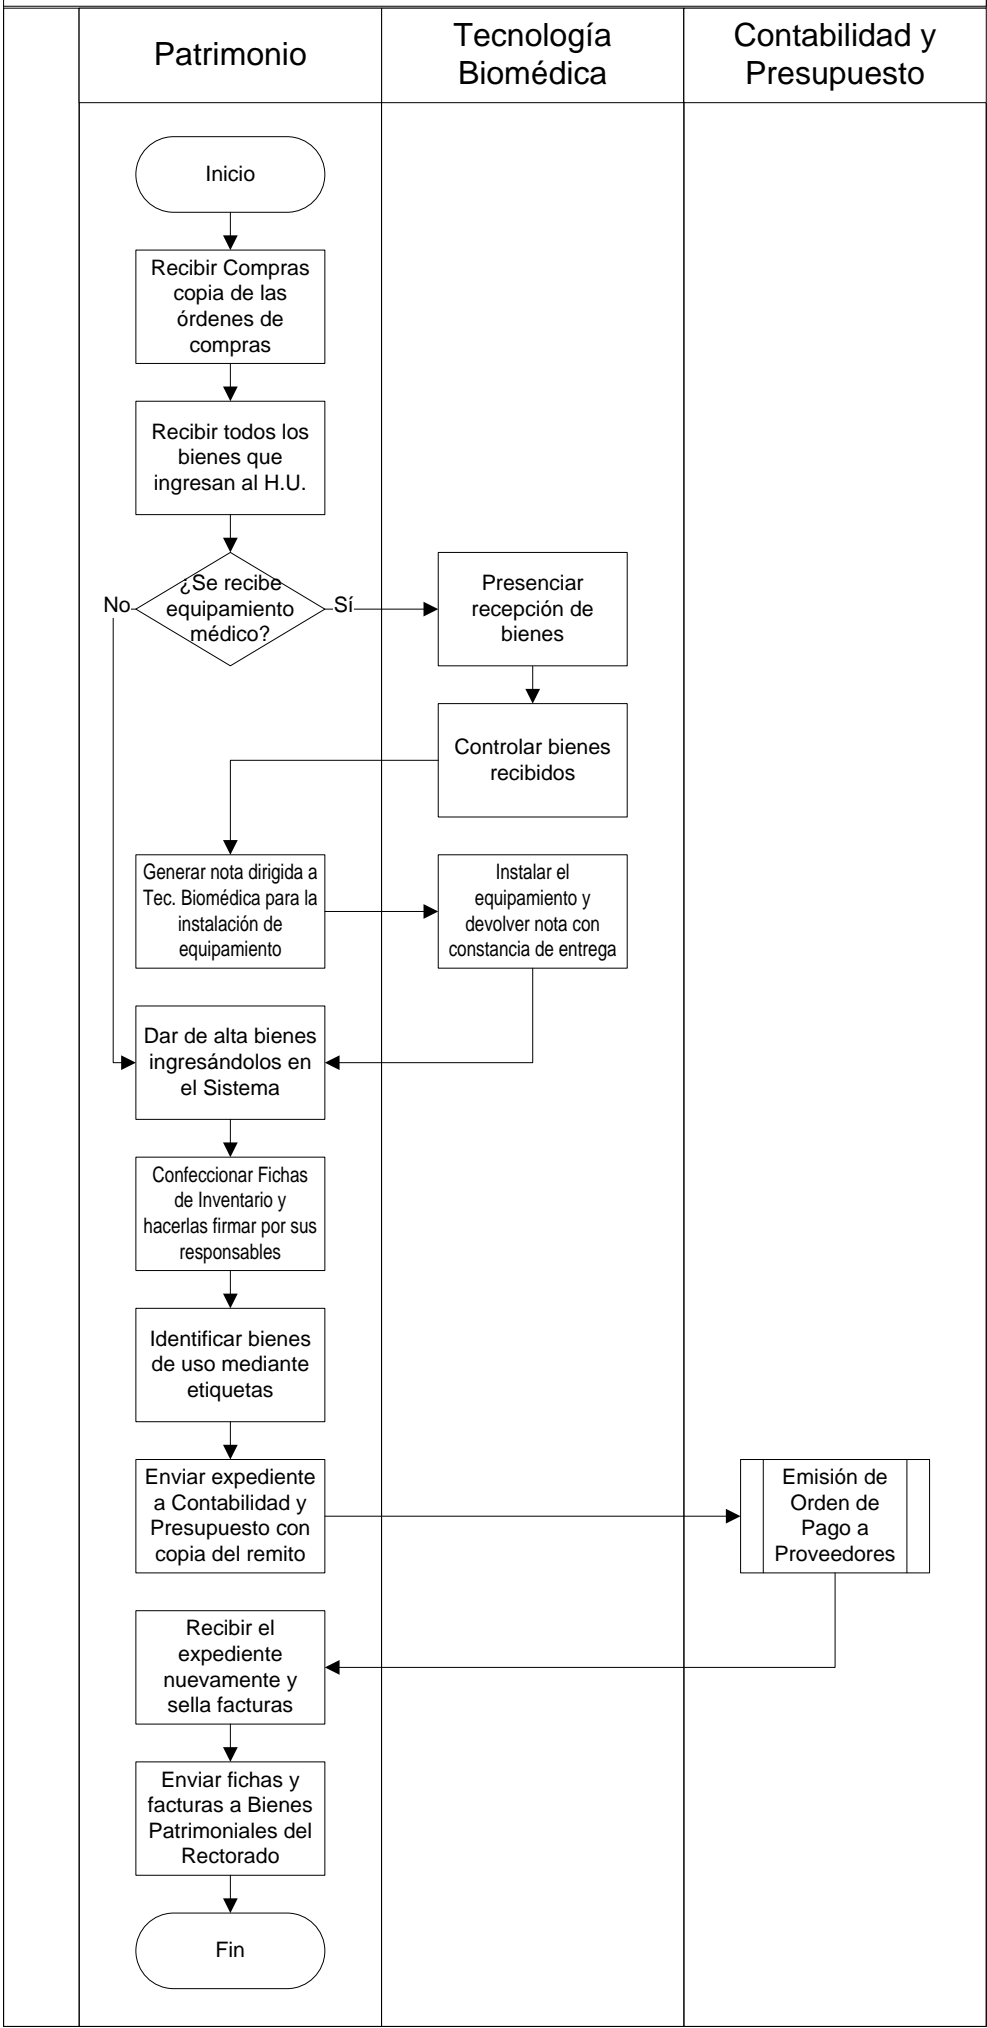 Patrimonio
Tecnología
Biomédica
Contabilidad y
Presupuesto
Inicio
Recibir Compras
copia de las
órdenes de
compras
Recibir todos los
bienes que
ingresan al H.U.
¿Se recibe
equipamiento
médico?
No
Sí
Presenciar
recepción de
bienes
Controlar bienes
recibidos
Generar nota dirigida a
Tec. Biomédica para la
instalación de
equipamiento
Instalar el
equipamiento y
devolver nota con
constancia de entrega
Dar de alta bienes
ingresándolos en
el Sistema
Confeccionar Fichas
de Inventario y
hacerlas firmar por sus
responsables
Identificar bienes
de uso mediante
etiquetas
Enviar expediente
a Contabilidad y
Presupuesto con
copia del remito
Emisión de
Orden de
Pago a
Proveedores
Recibir el
expediente
nuevamente y
sella facturas
Enviar fichas y
facturas a Bienes
Patrimoniales del
Rectorado
Fin